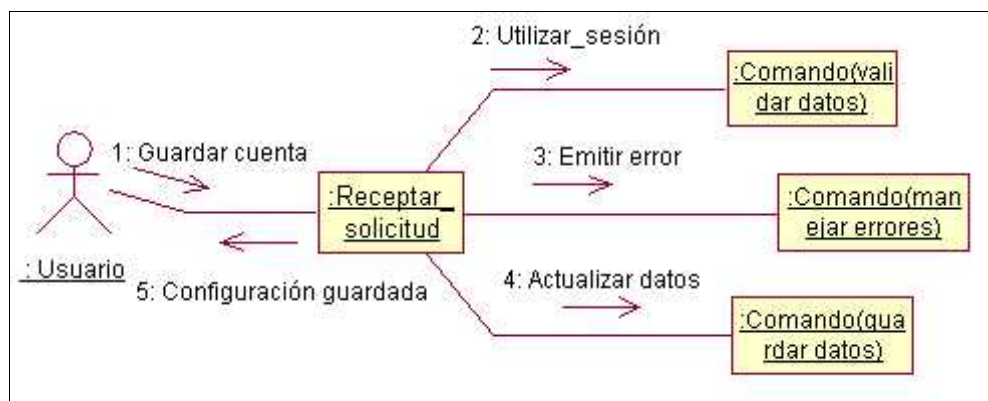 2: Utilizar_sesión
:Comando(vali
dar datos)
1: Guardar cuenta
3: Emitir error
:Receptar_
solicitud
:Comando(man
ejar errores)
: Usuario
5: Configuración guardada
4: Actualizar datos
:Comando(gua
rdar datos)